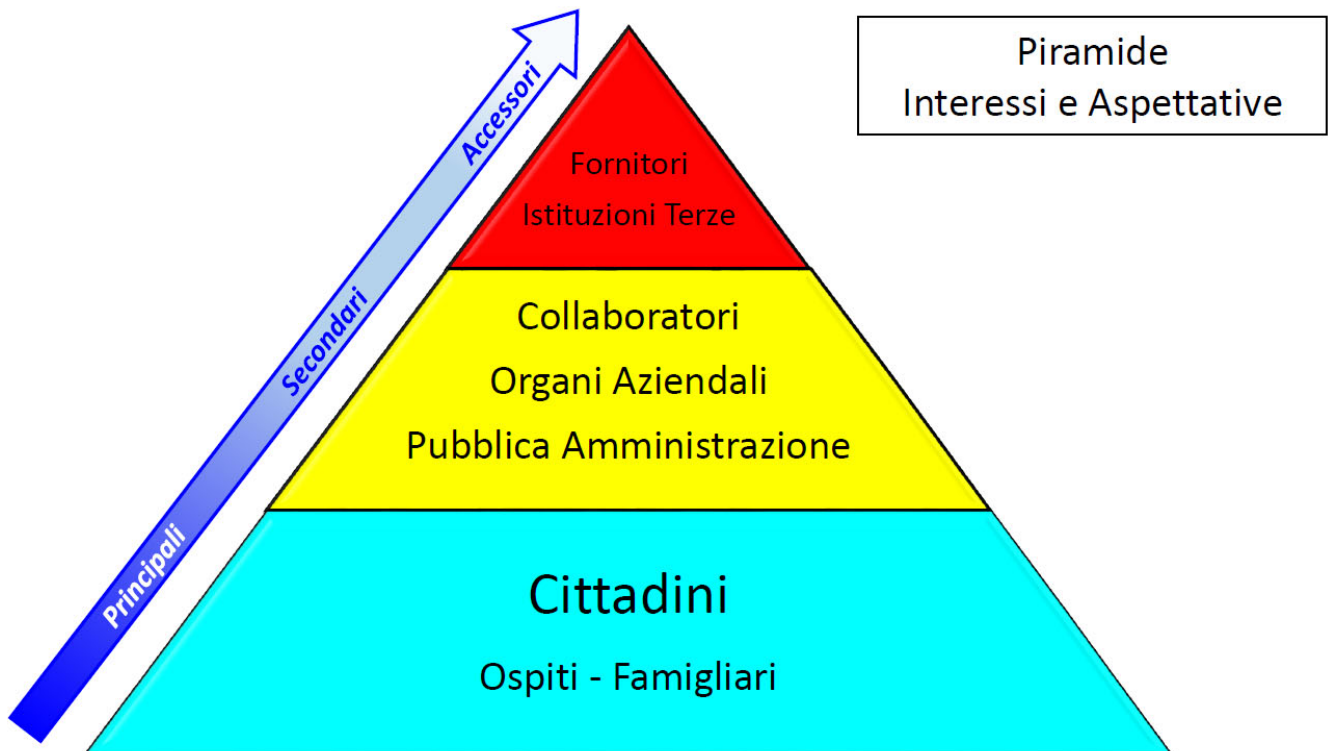 Piramide
Interessi e Aspettative
Accessori
Secondari
Principali
Fornitori
Istituzioni Terze
Collaboratori
Organi Aziendali
Pubblica Amministrazione
Cittadini
Ospiti - Famigliari